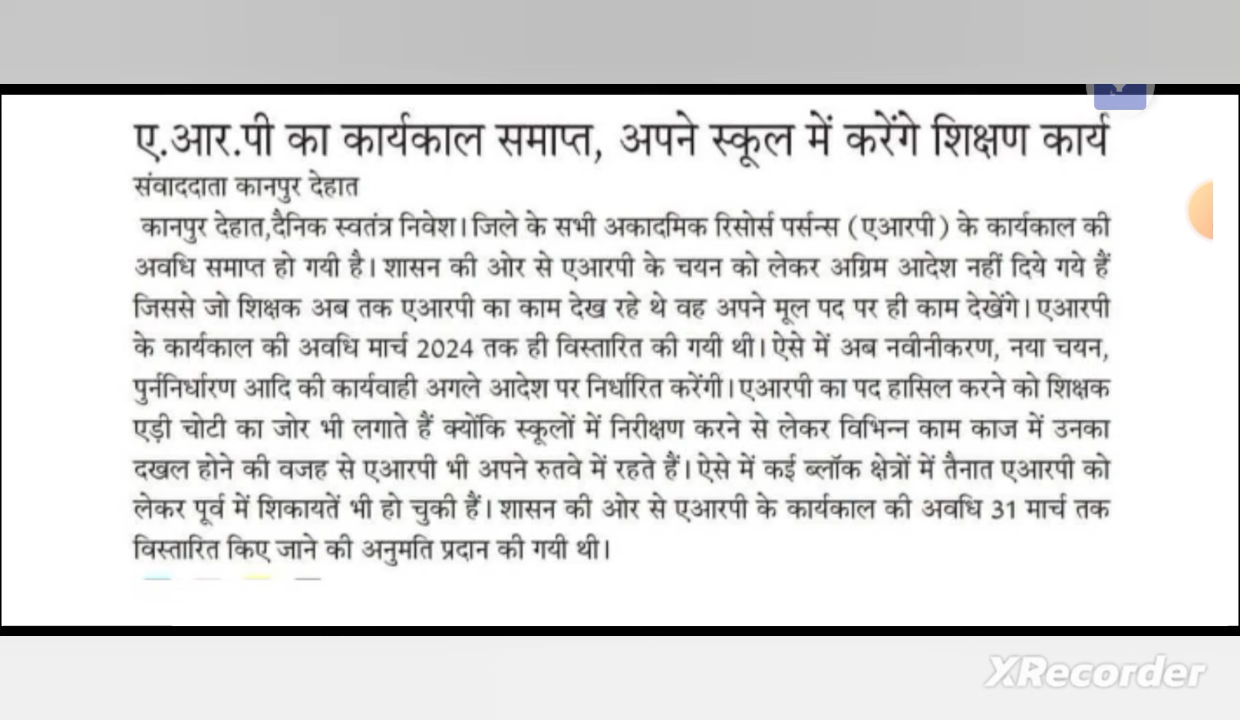 ए.आर.पी का कार्यकाल समाप्त, अपने स्कूल में करेंगे शिक्षण कार्य
संवाददाता कानपुर देहात
कानपुर देहात,दैनिक स्वतंत्र निवेश। जिले के सभी अकादमिक रिसोर्स पर्सन्स (एआरपी) के कार्यकाल की
अवधि समाप्त हो गयी है। शासन की ओर से एआरपी के चयन को लेकर अग्रिम आदेश नहीं दिये गये हैं
जिससे जो शिक्षक अब तक एआरपी का काम देख रहे थे वह अपने मूल पद पर ही काम देखेंगे। एआरपी
के कार्यकाल की अवधि मार्च 2024 तक ही विस्तारित की गयी थी। ऐसे में अब नवीनीकरण, नया चयन,
पुर्ननिर्धारण आदि की कार्यवाही अगले आदेश पर निर्धारित करेंगी। एआरपी का पद हासिल करने को शिक्षक
एड़ी चोटी का जोर भी लगाते हैं क्योंकि स्कूलों में निरीक्षण करने से लेकर विभिन्न काम काज में उनका
दखल होने की वजह से एआरपी भी अपने रुतवे में रहते हैं। ऐसे में कई ब्लॉक क्षेत्रों में तैनात एआरपी को
लेकर पूर्व में शिकायतें भी हो चुकी हैं। शासन की ओर से एआरपी के कार्यकाल की अवधि 31 मार्च तक
विस्तारित किए जाने की अनुमति प्रदान की गयी थी।
XRecorder